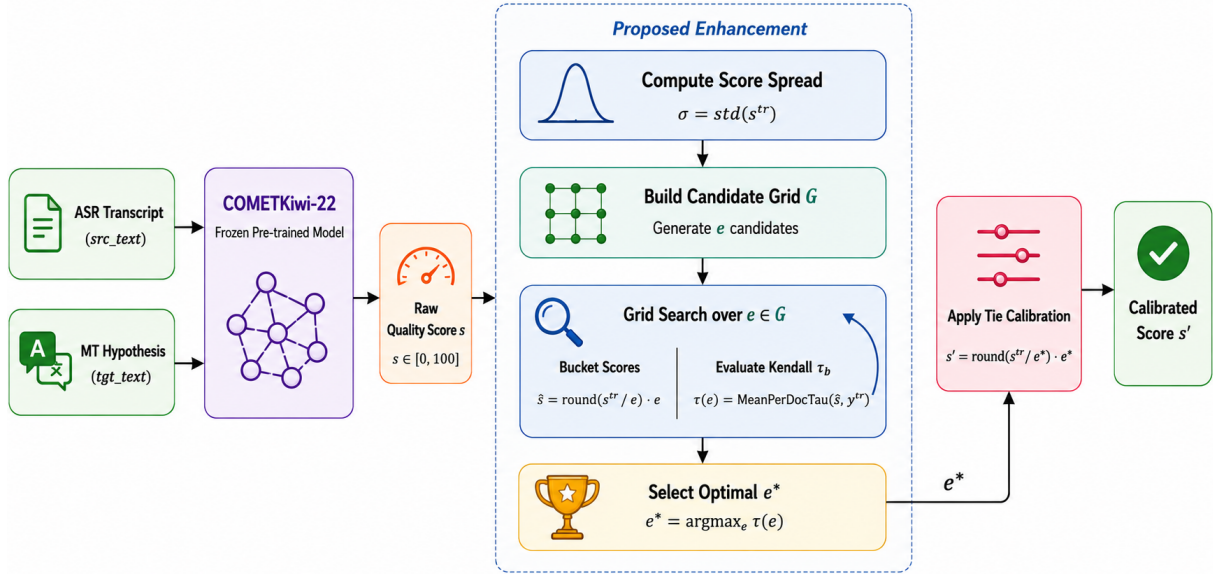 Proposed Enhancement
Compute Score Spread
σ = std(s^{tr})
Build Candidate Grid G
Generate e candidates
Grid Search over e ∈ G
Bucket Scores
ŝ = round(s^{tr} / e) · e
Evaluate Kendall τ_b
τ(e) = MeanPerDocTau(ŝ, y^{tr})
Select Optimal e*
e* = argmax_e τ(e)
ASR Transcript
(src_text)
A
文
MT Hypothesis
(tgt_text)
COMETKiwi-22
Frozen Pre-trained Model
Raw
Quality Score s
s ∈ [0, 100]
e*
Apply Tie Calibration
s′ = round(s^{tr}/ e*) · e*
Calibrated
Score s′